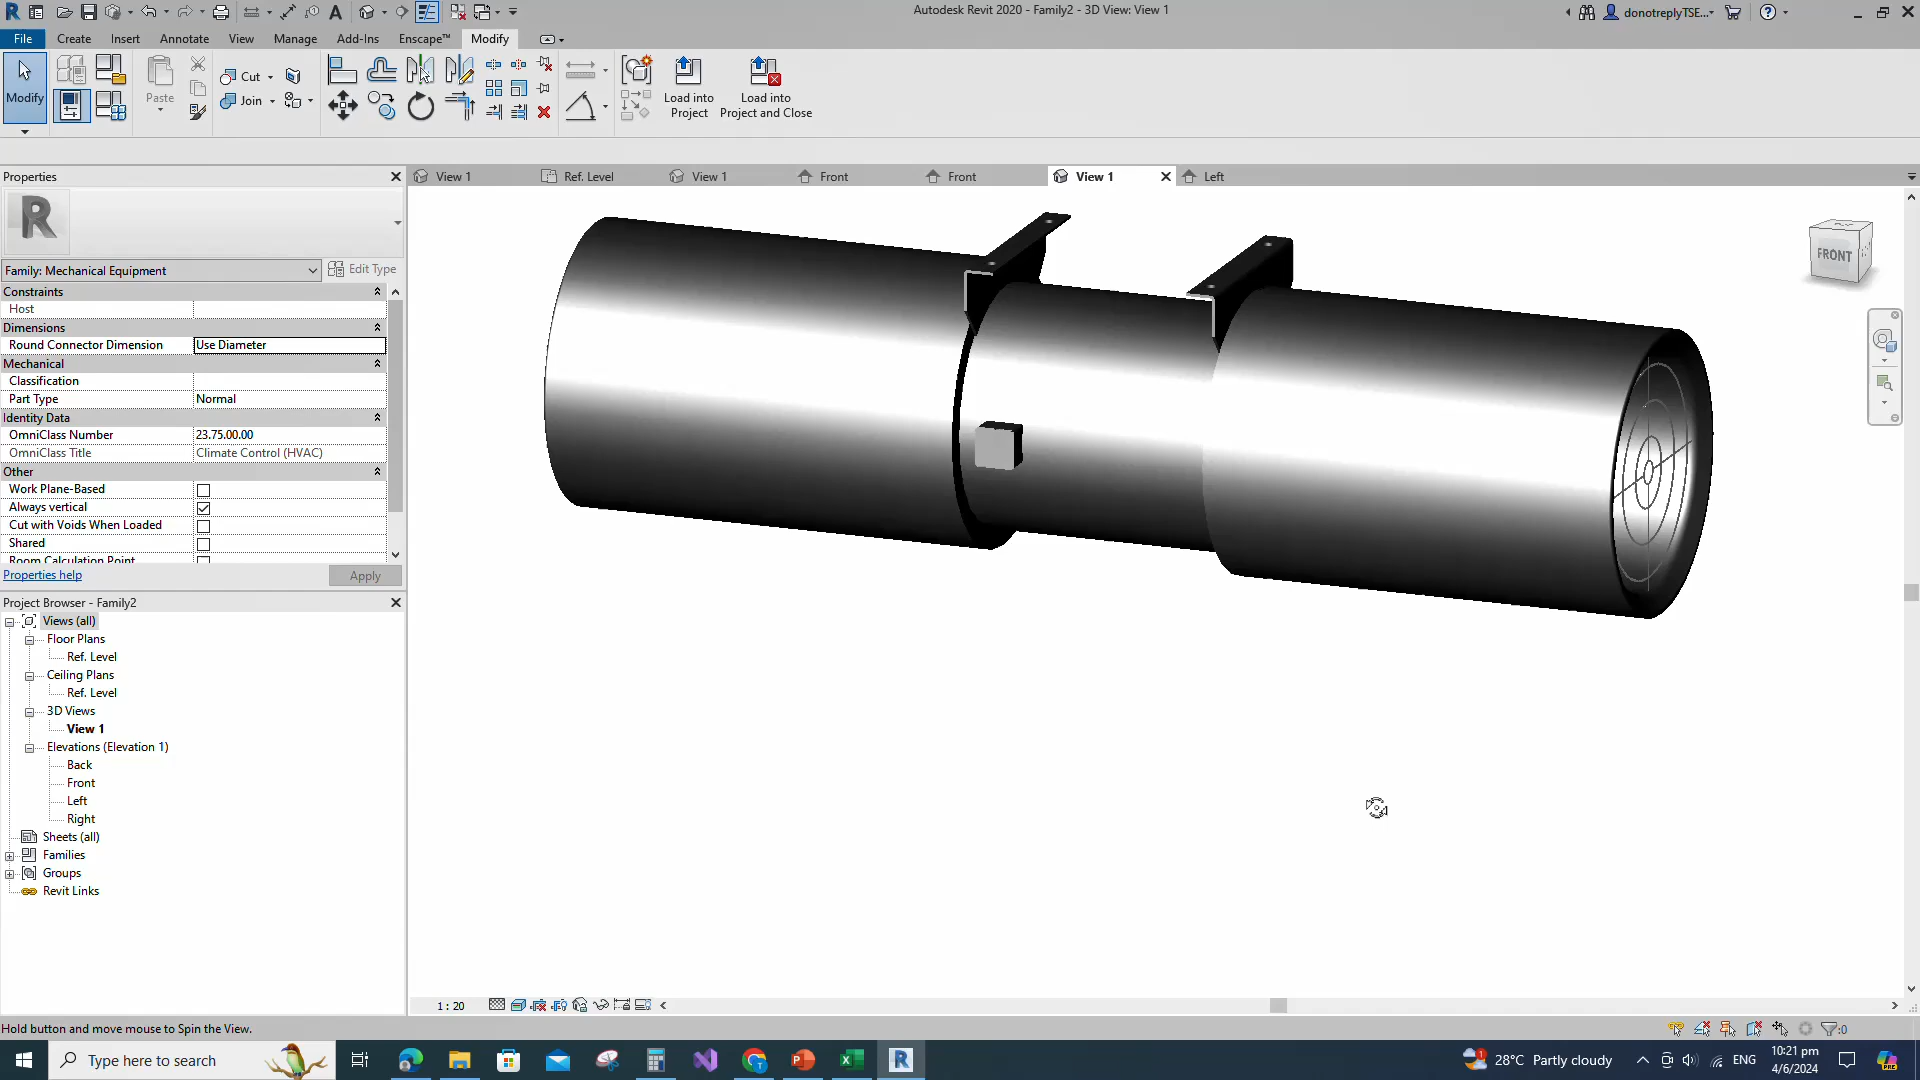 Autodesk Revit 2020 - Family2 - 3D View: View 1
donotreplyTSE...
File
Create
Insert
Annotate
View
Manage
Add-Ins
Enscape™
Modify
Modify
Paste
Cut
Join
Load into
Project
Load into
Project and Close
Properties
View 1
Ref. Level
View 1
Front
Front
View 1
Left
R
FRONT
Family: Mechanical Equipment
Edit Type
Constraints
Host
Dimensions
Round Connector Dimension
Use Diameter
Mechanical
Classification
Part Type
Normal
Identity Data
OmniClass Number
23.75.00.00
OmniClass Title
Climate Control (HVAC)
Other
Work Plane-Based
Always vertical
Cut with Voids When Loaded
Shared
Room Calculation Point
Properties help
Apply
Project Browser - Family2
Views (all)
Floor Plans
Ref. Level
Ceiling Plans
Ref. Level
3D Views
View 1
Elevations (Elevation 1)
Back
Front
Left
Right
Sheets (all)
Families
Groups
Revit Links
1 : 20
Hold button and move mouse to Spin the View.
:0
Type here to search
28°C Partly cloudy
ENG
10:21 pm
4/6/2024